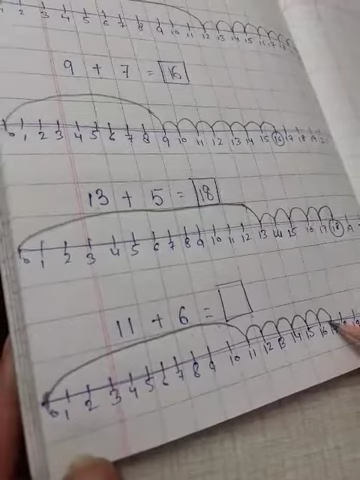 1 2 3 4 5 6 7 8 9 10 11 12 13 14 15 16 17 18
9 + 7 = 16
0 1 2 3 4 5 6 7 8 9 10 11 12 13 14 15 16 17 18 19 20
13 + 5 = 18
0 1 2 3 4 5 6 7 8 9 10 11 12 13 14 15 16 17 18 19
11 + 6 =
0 1 2 3 4 5 6 7 8 9 10 11 12 13 14 15 16